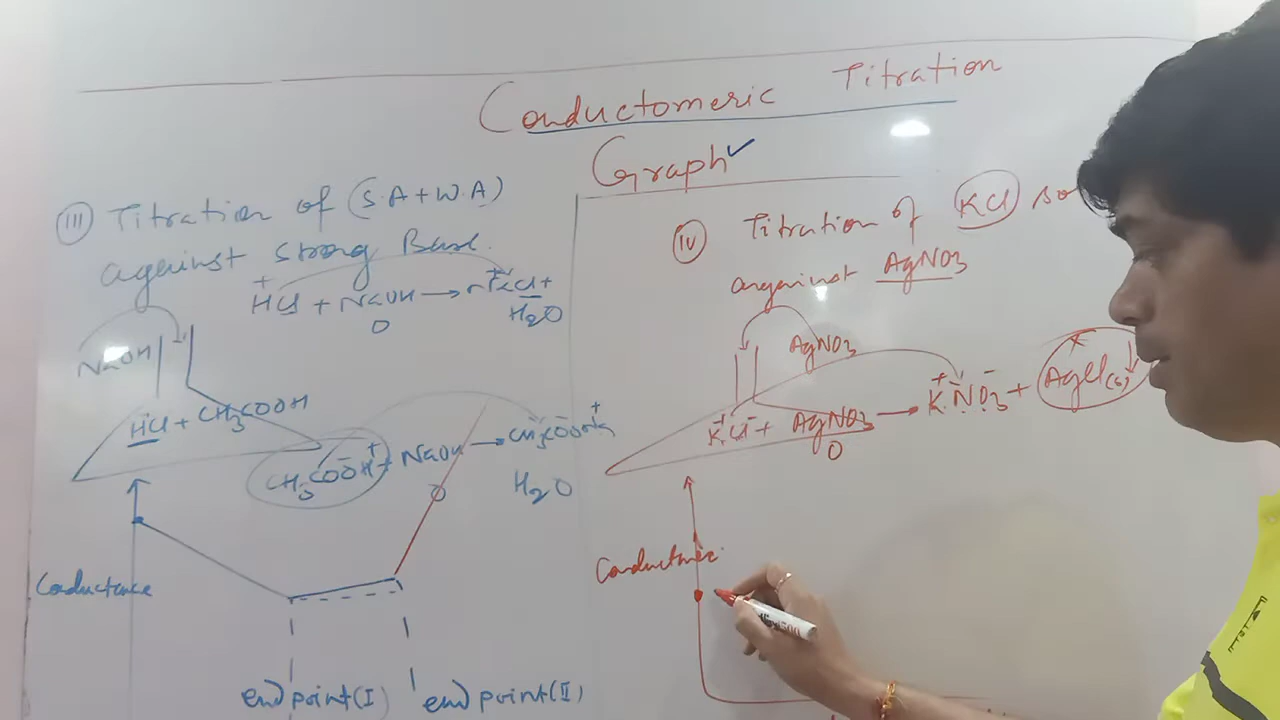 Conductomeric Titration
Graph
III Titration of (S.A+W.A)
against strong Base.
HCl + NaOH → NaCl +
H2O
NaOH
HCl + CH3COOH
CH3COOH + NaOH → CH3COONa
H2O
Conductance
end point(I) end point(II)
IV Titration of KCl
against AgNO3
AgNO3
KCl + AgNO3 → KNO3 + AgCl(s)
Conductance